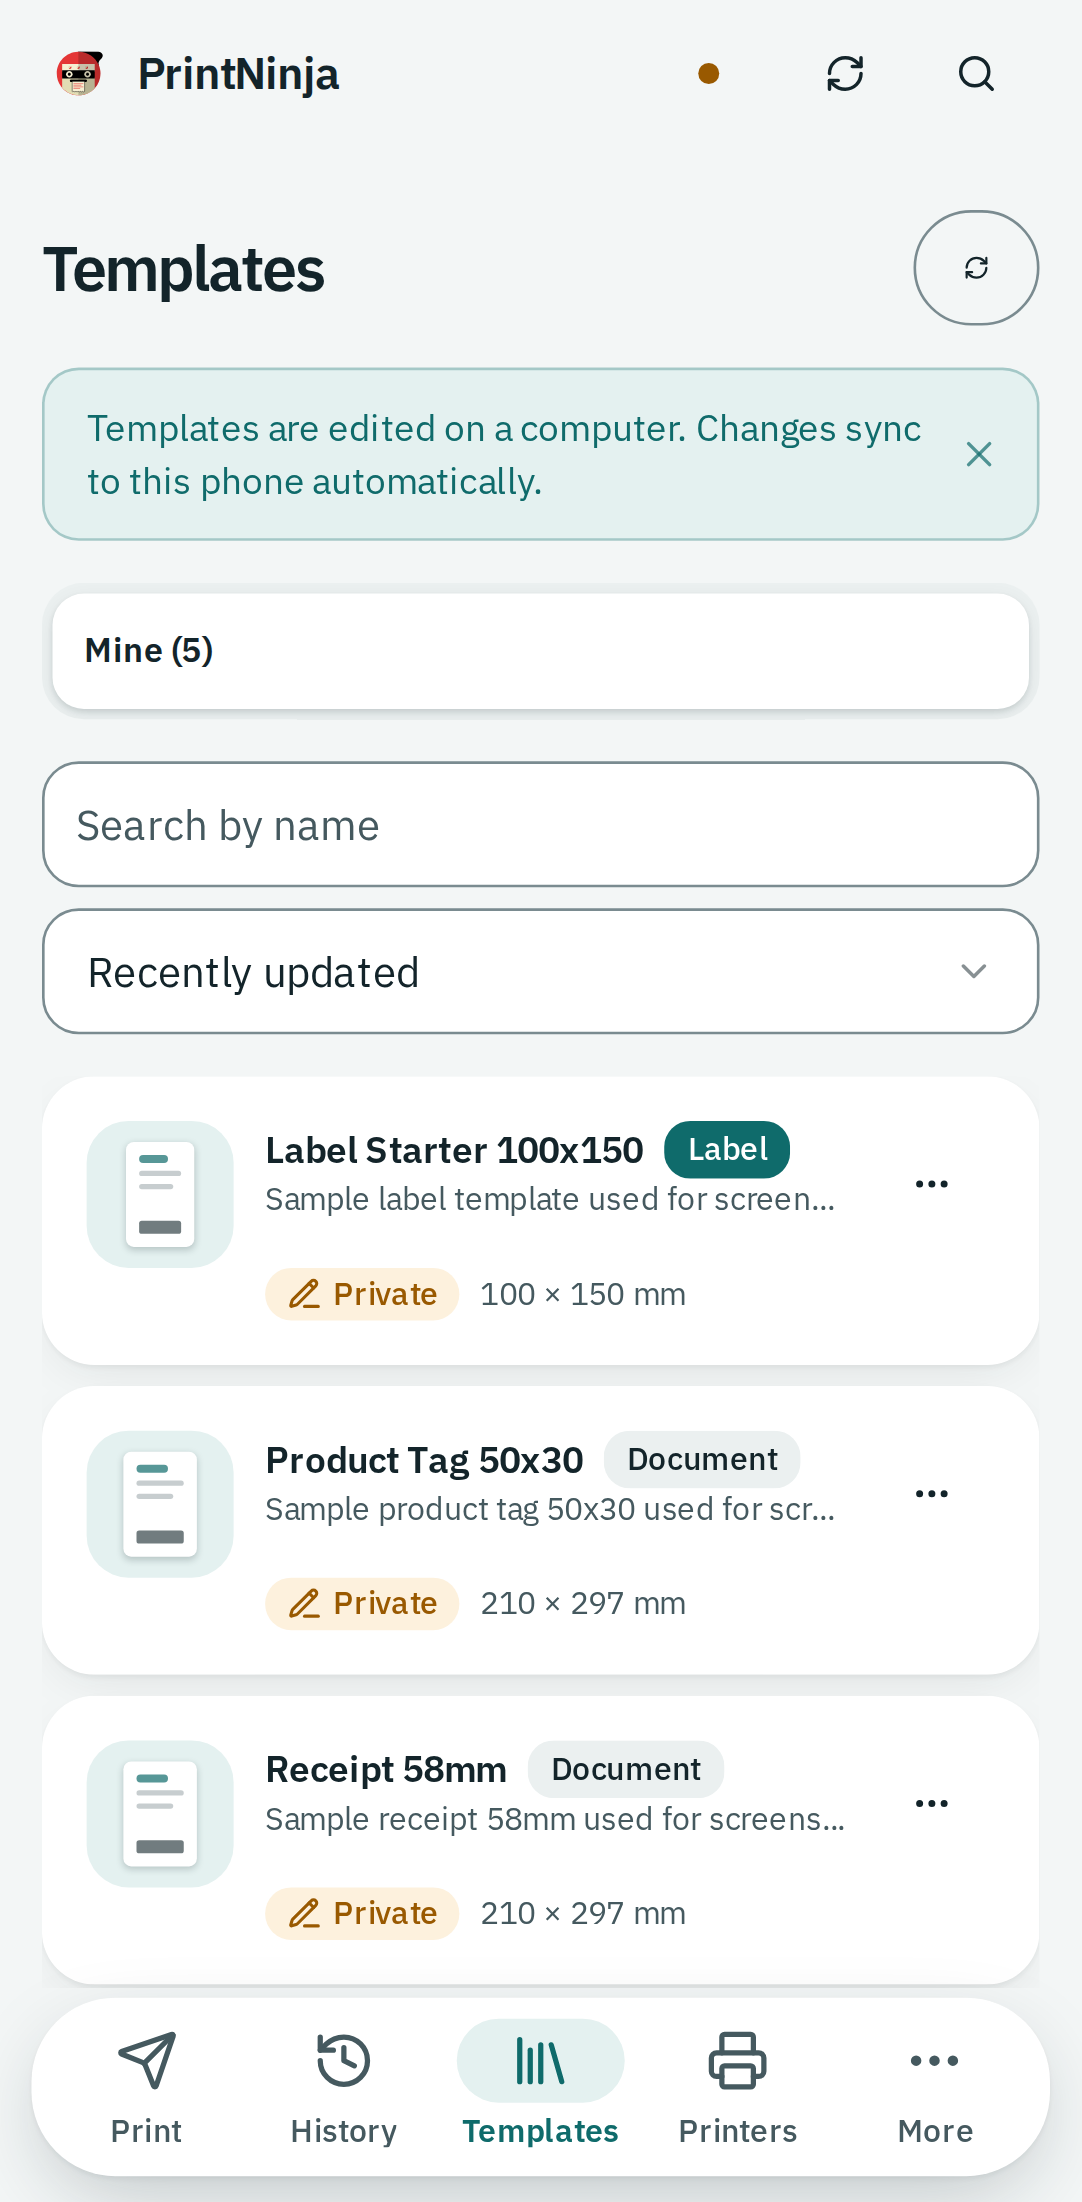 PrintNinja
Templates
Templates are edited on a computer. Changes sync
to this phone automatically.
Mine (5)
Search by name
Recently updated
Label Starter 100x150 Label
Sample label template used for screen...
Private 100 × 150 mm
Product Tag 50x30 Document
Sample product tag 50x30 used for scr...
Private 210 × 297 mm
Receipt 58mm Document
Sample receipt 58mm used for screens...
Private 210 × 297 mm
Print History Templates Printers More